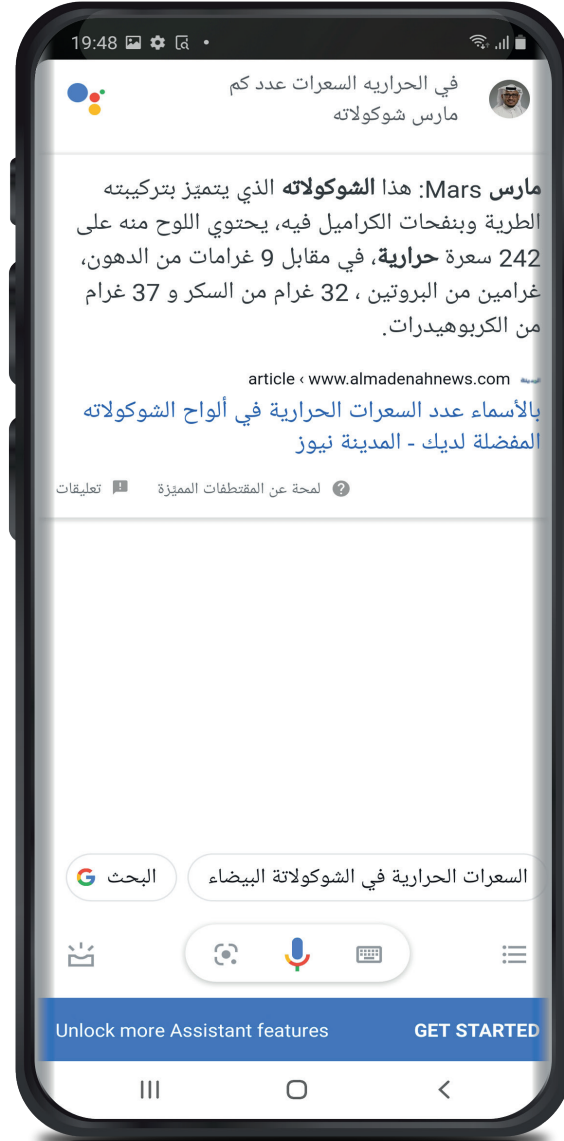 19:48
في الحراريه السعرات عدد كم
مارس شوكولاته
مارس Mars: هذا الشوكولاته الذي يتميّز بتركيبته
الطرية وبنفحات الكراميل فيه، يحتوي اللوح منه على
242 سعرة حرارية، في مقابل 9 غرامات من الدهون،
غرامين من البروتين ، 32 غرام من السكر و 37 غرام
من الكربوهيدرات.
article › www.almadenahnews.com
بالأسماء عدد السعرات الحرارية في ألواح الشوكولاته
المفضلة لديك - المدينة نيوز
لمحة عن المقتطفات المميّزة تعليقات
السعرات الحرارية في الشوكولاتة البيضاء البحث
Unlock more Assistant features GET STARTED